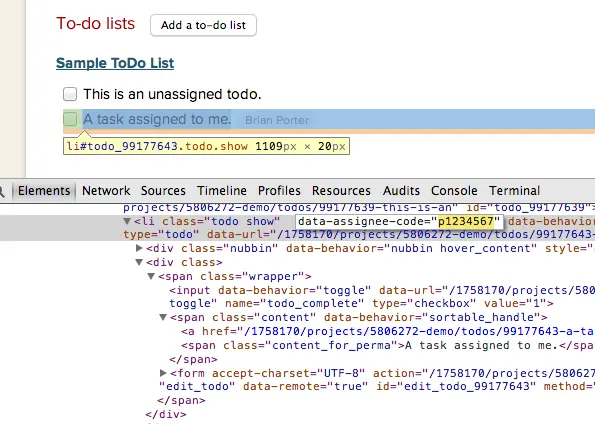 To-do lists Add a to-do list
Sample ToDo List
This is an unassigned todo.
A task assigned to me. Brian Porter
li#todo_99177643.todo.show 1109px × 20px
Elements Network Sources Timeline Profiles Resources Audits Console Terminal
projects/5806272-demo/todos/99177639-this-is-an" id="todo_99177639">
▼<li class="todo show" data-assignee-code="p1234567" data-behavior
type="todo" data-url="/1758170/projects/5806272-demo/todos/99177643-
▶<div class="nubbin" data-behavior="nubbin hover_content" style="
▼<div class>
▼<span class="wrapper">
<input data-behavior="toggle" data-url="/1758170/projects/580
toggle" name="todo_complete" type="checkbox" value="1">
▼<span class="content" data-behavior="sortable_handle">
<a href="/1758170/projects/5806272-demo/todos/99177643-a-ta
<span class="content_for_perma">A task assigned to me.</span
</span>
▶<form accept-charset="UTF-8" action="/1758170/projects/5806
"edit_todo" data-remote="true" id="edit_todo_99177643" method=
</span>
</div>